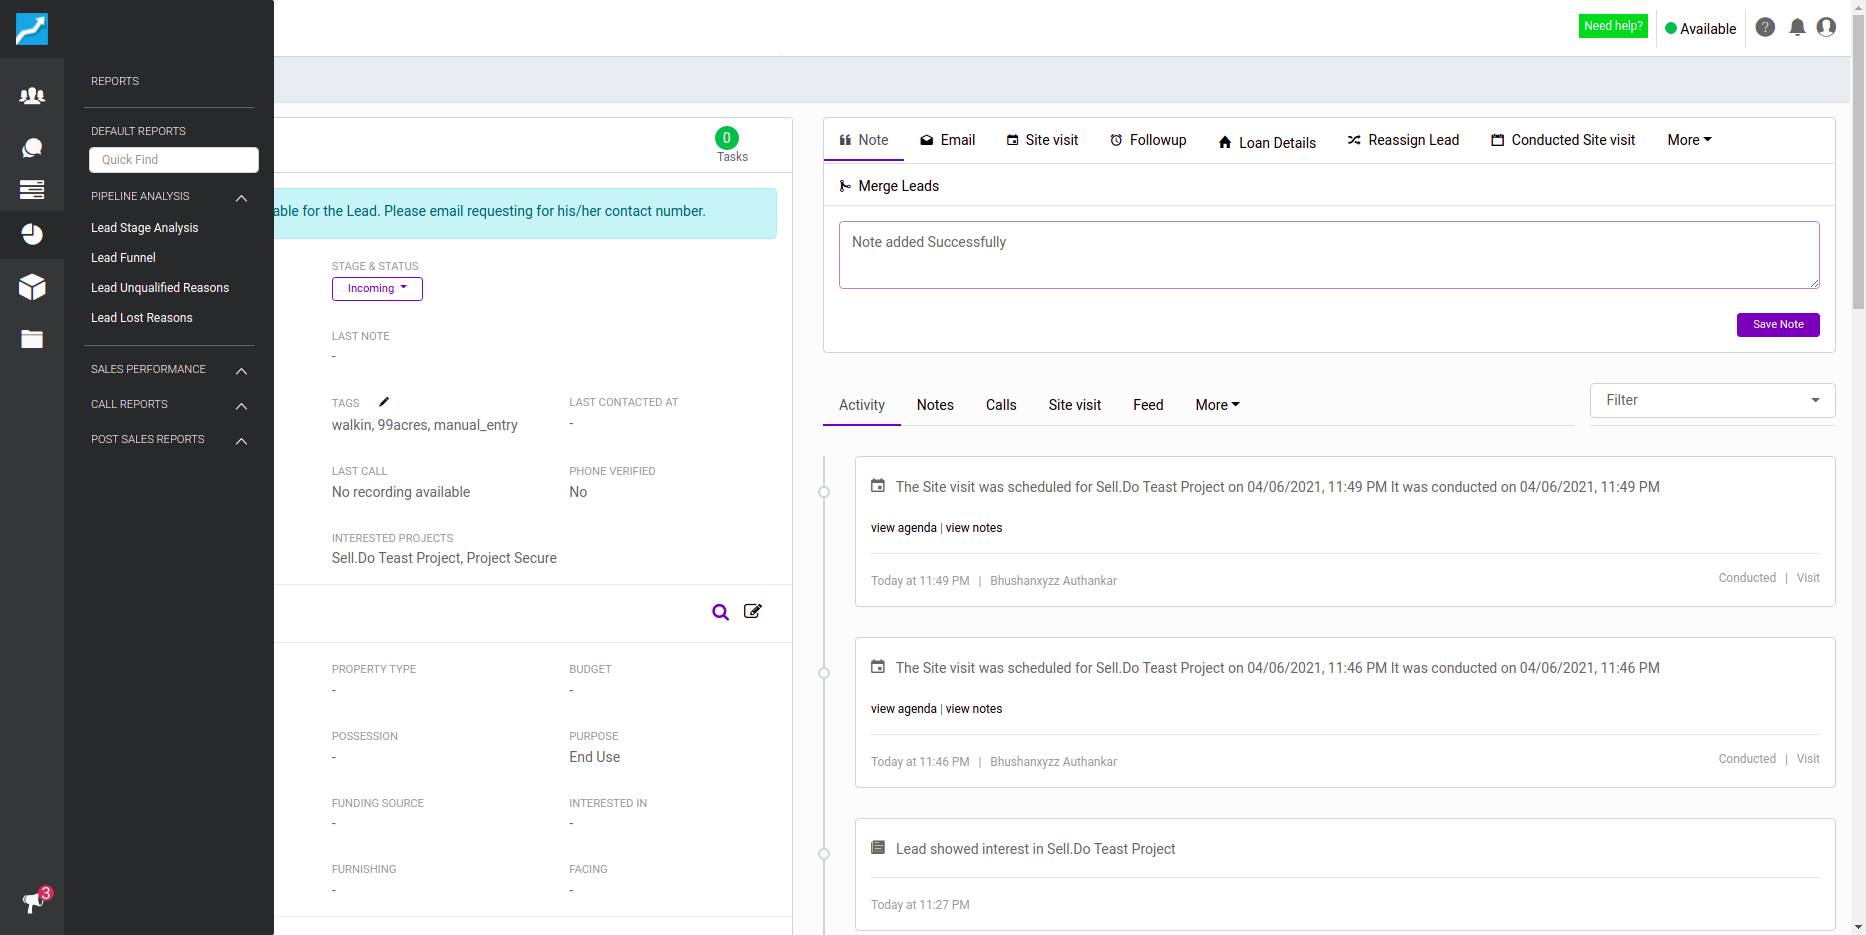 Need help?
Available
?
REPORTS
DEFAULT REPORTS
Quick Find
PIPELINE ANALYSIS
Lead Stage Analysis
Lead Funnel
Lead Unqualified Reasons
Lead Lost Reasons
SALES PERFORMANCE
CALL REPORTS
POST SALES REPORTS
3
0
Tasks
able for the Lead. Please email requesting for his/her contact number.
STAGE & STATUS
Incoming
LAST NOTE
-
TAGS
walkin, 99acres, manual_entry
LAST CONTACTED AT
-
LAST CALL
No recording available
PHONE VERIFIED
No
INTERESTED PROJECTS
Sell.Do Teast Project, Project Secure
PROPERTY TYPE
-
BUDGET
-
POSSESSION
-
PURPOSE
End Use
FUNDING SOURCE
-
INTERESTED IN
-
FURNISHING
-
FACING
-
Note Email Site visit Followup Loan Details Reassign Lead Conducted Site visit More
Merge Leads
Note added Successfully
Save Note
Activity Notes Calls Site visit Feed More
Filter
The Site visit was scheduled for Sell.Do Teast Project on 04/06/2021, 11:49 PM It was conducted on 04/06/2021, 11:49 PM
view agenda | view notes
Today at 11:49 PM | Bhushanxyzz Authankar
Conducted | Visit
The Site visit was scheduled for Sell.Do Teast Project on 04/06/2021, 11:46 PM It was conducted on 04/06/2021, 11:46 PM
view agenda | view notes
Today at 11:46 PM | Bhushanxyzz Authankar
Conducted | Visit
Lead showed interest in Sell.Do Teast Project
Today at 11:27 PM